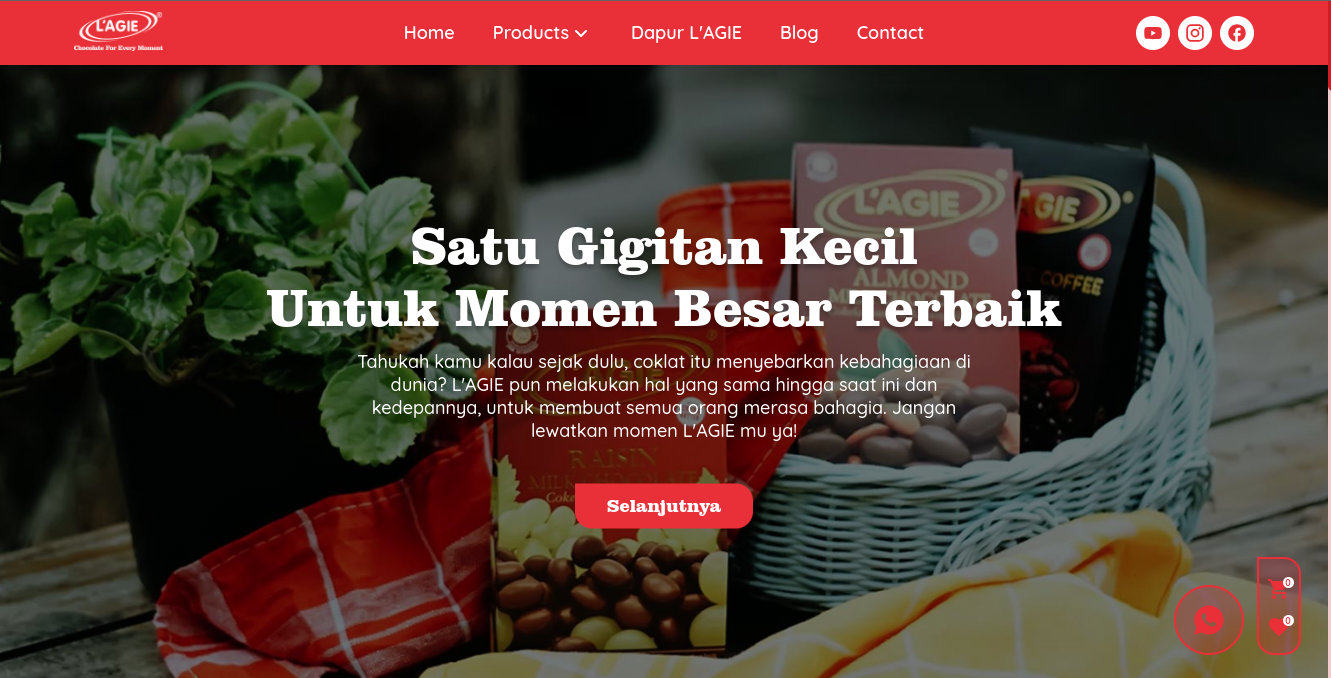 L'AGIE
Chocolate For Every Moment
Home
Products
Dapur L'AGIE
Blog
Contact
L'AGIE
GIE
ALMOND
COFFEE
Satu Gigitan Kecil
Untuk Momen Besar Terbaik
Tahukah kamu kalau sejak dulu, coklat itu menyebarkan kebahagiaan di
dunia? L'AGIE pun melakukan hal yang sama hingga saat ini dan
kedepannya, untuk membuat semua orang merasa bahagia. Jangan
lewatkan momen L'AGIE mu ya!
RAISIN
MILK CHOCOLATE
Selanjutnya
0
0